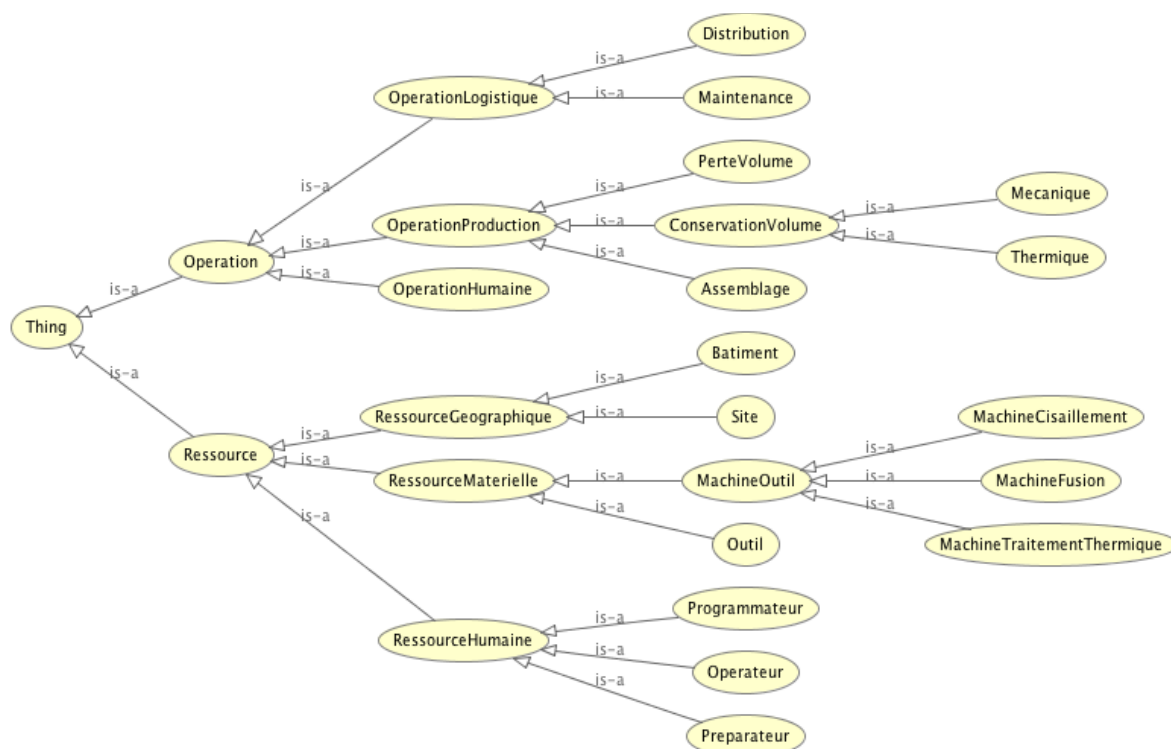 Distribution
is-a
OperationLogistique
is-a
Maintenance
is-a
PerteVolume
is-a
Mecanique
is-a
OperationProduction
is-a
ConservationVolume
is-a
Thermique
is-a
Operation
is-a
is-a
OperationHumaine
Assemblage
is-a
Thing
is-a
Batiment
is-a
RessourceGeographique
is-a
Site
MachineCisaillement
is-a
Ressource
is-a
is-a
RessourceMaterielle
is-a
MachineOutil
is-a
MachineFusion
is-a
is-a
Outil
MachineTraitementThermique
is-a
Programmateur
is-a
RessourceHumaine
is-a
Operateur
is-a
Preparateur